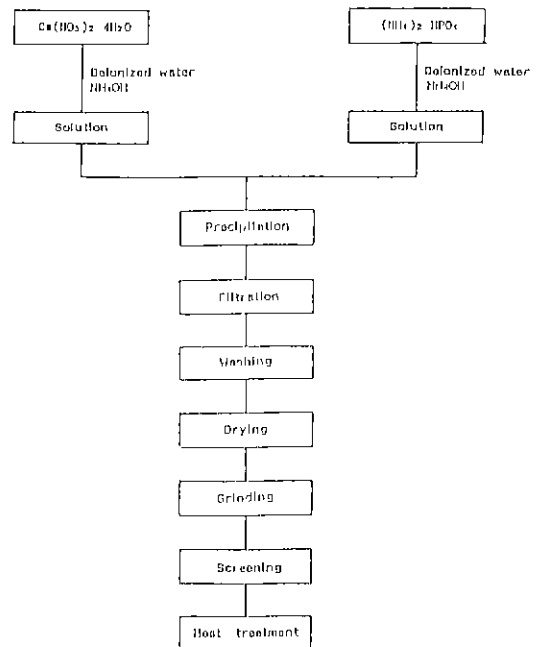 Ca(NO₃)₂ 4H₂O
(NH₄)₂ HPO₄
Deionized water
NH₄OH
Deionized water
NH₄OH
Solution
Solution
Precipitation
Filtration
Washing
Drying
Grinding
Screening
Heat treatment